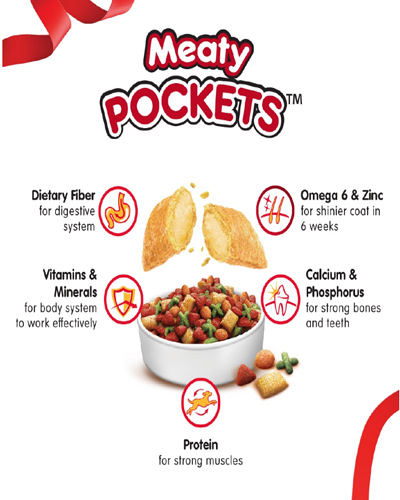 Meaty
POCKETS™
Dietary Fiber
for digestive
system
Omega 6 & Zinc
for shinier coat in
6 weeks
Vitamins &
Minerals
for body system
to work effectively
Calcium &
Phosphorus
for strong bones
and teeth
Protein
for strong muscles